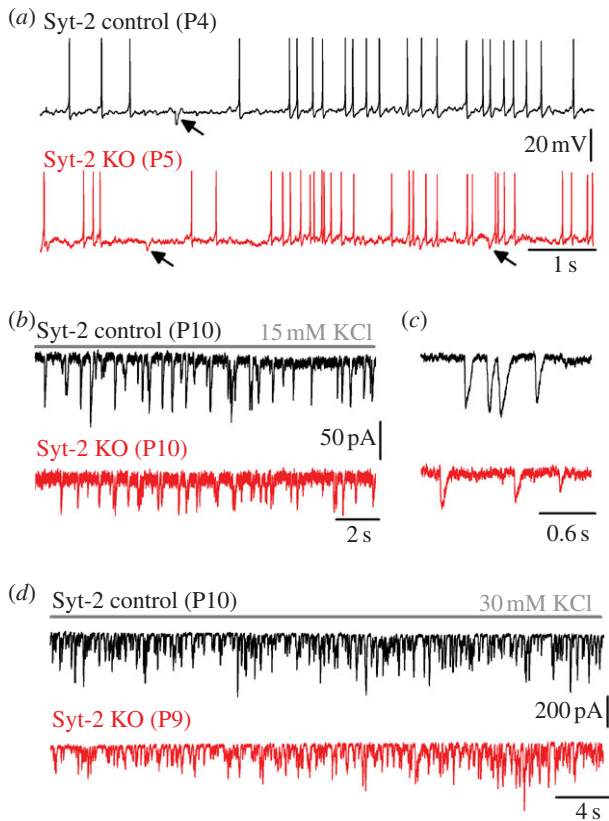 (a) Syt-2 control (P4)
20 mV
Syt-2 KO (P5)
1 s
(b) Syt-2 control (P10) 15 mM KCl (c)
50 pA
Syt-2 KO (P10)
2 s 0.6 s
(d) Syt-2 control (P10) 30 mM KCl
200 pA
Syt-2 KO (P9)
4 s